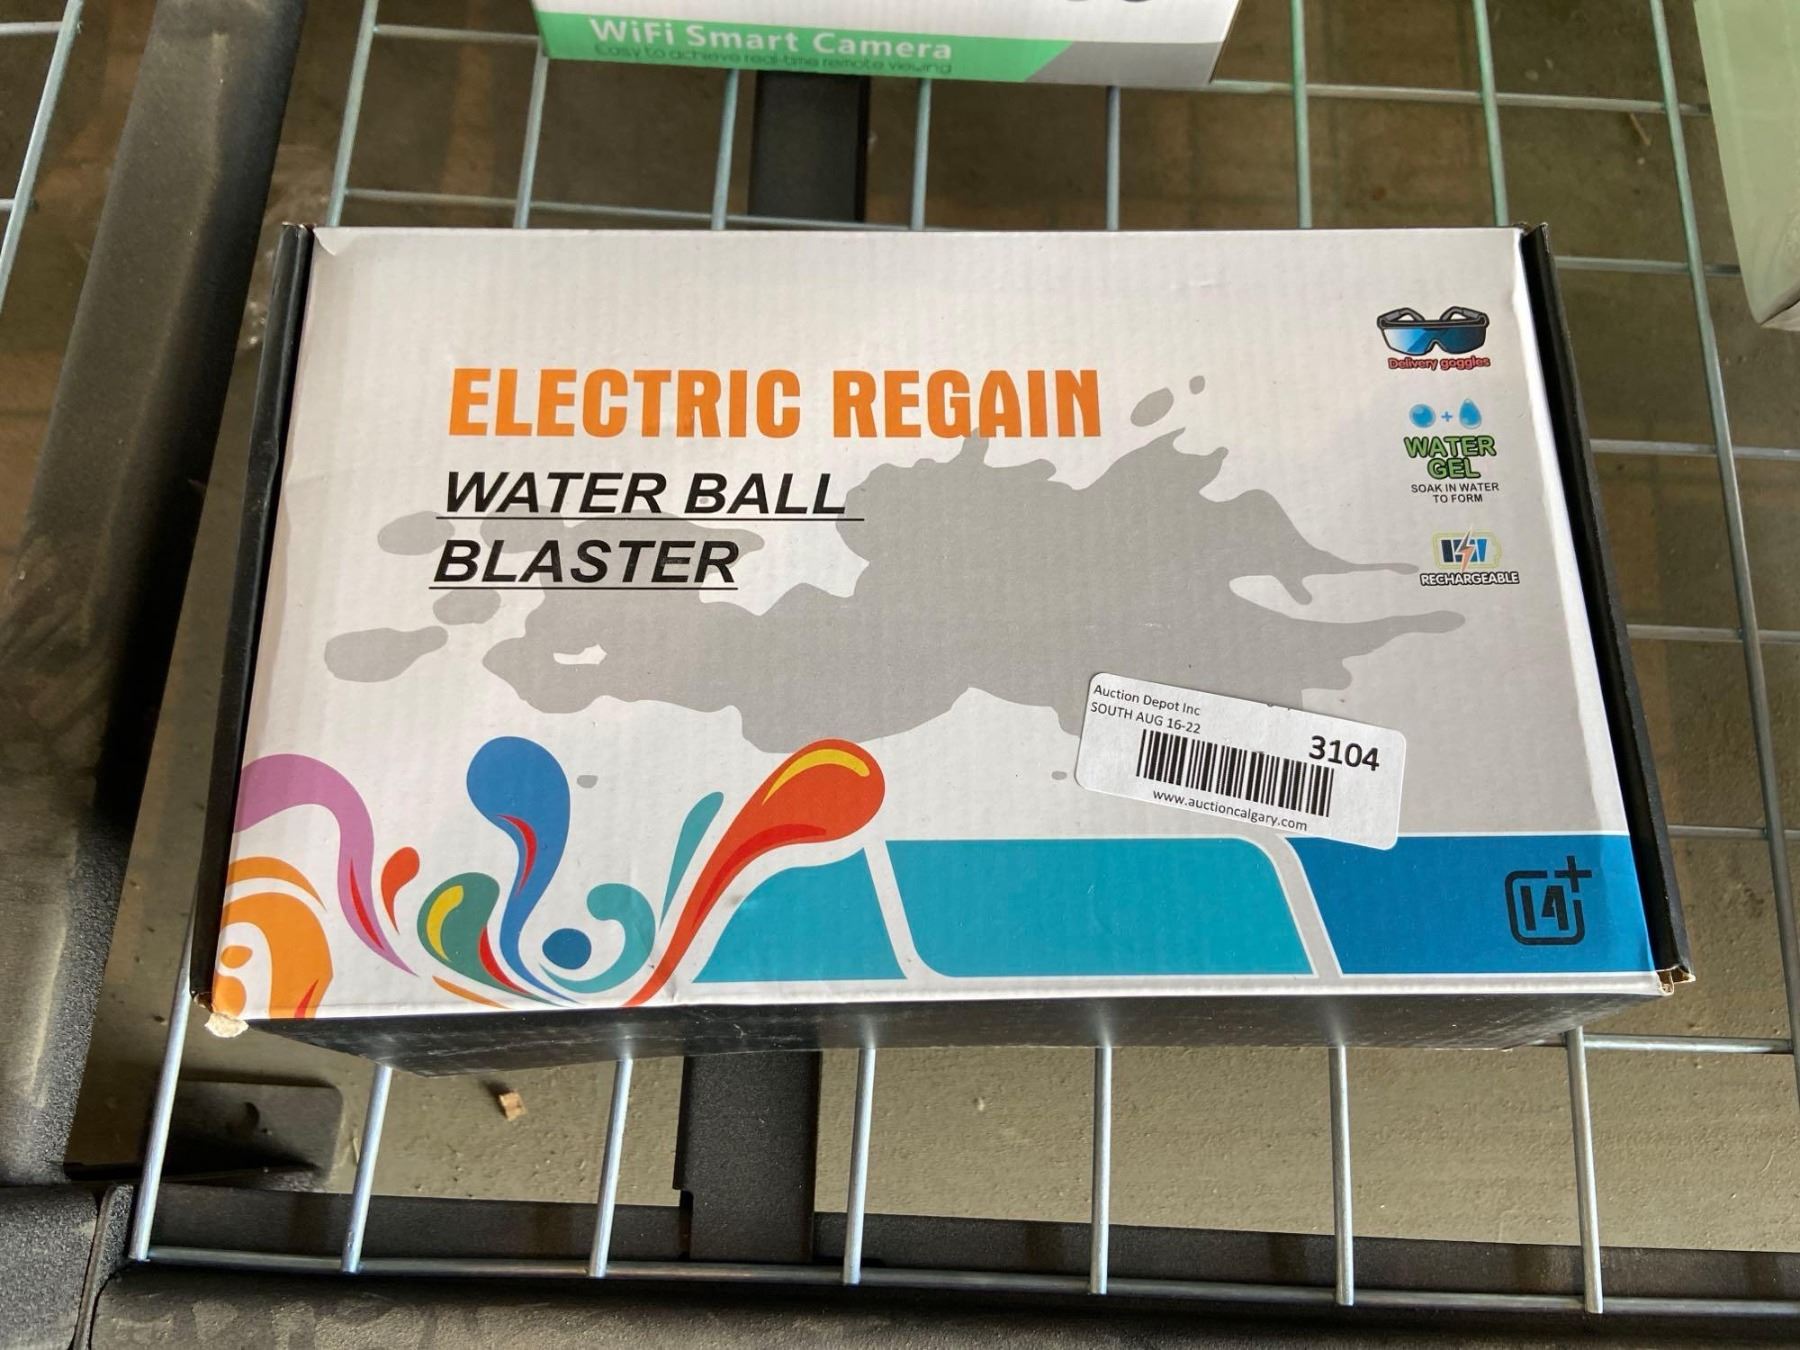 WiFi Smart Camera
Easy to achieve real-time remote viewing
ELECTRIC REGAIN
WATER BALL
BLASTER
Delivery goggles
+
WATER
GEL
SOAK IN WATER
TO FORM
RECHARGEABLE
Auction Depot Inc
SOUTH AUG 16-22
3104
www.auctioncalgary.com
14+